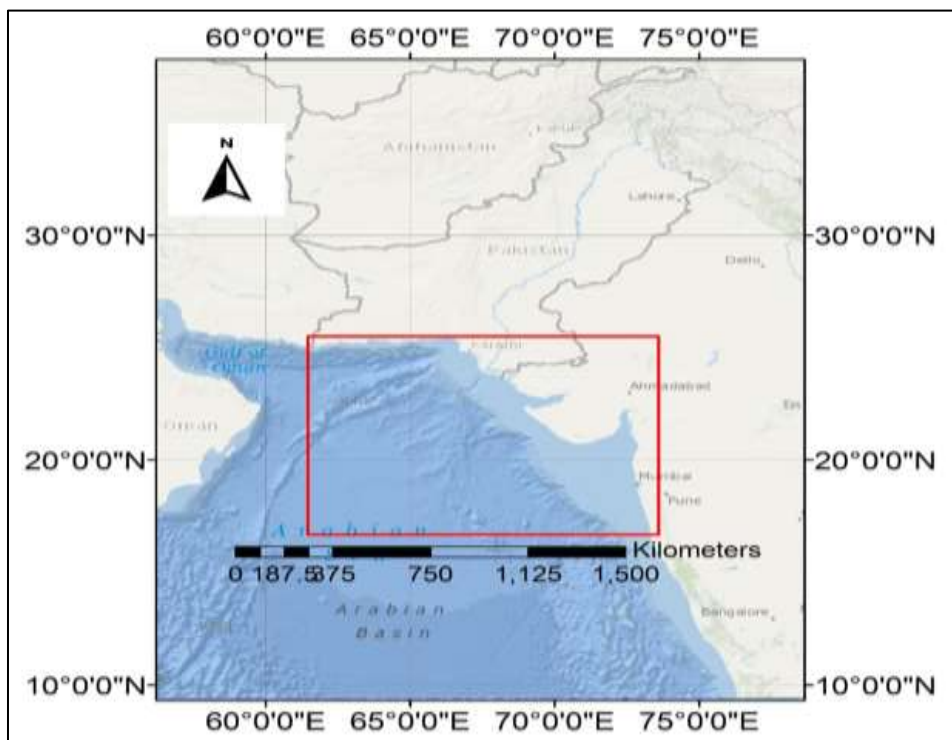 60°0'0"E 65°0'0"E 70°0'0"E 75°0'0"E
N
Kabul
Afghanistan
Lahore
30°0'0"N 30°0'0"N
Pakistan
Delhi
Karachi
Gulf of
Oman
Ahmadabad
Oman
20°0'0"N 20°0'0"N
Mumbai
Pune
Arabian
Kilometers
0 187.5 375 750 1,125 1,500
Arabian
Basin
Bangalore
10°0'0"N 10°0'0"N
60°0'0"E 65°0'0"E 70°0'0"E 75°0'0"E